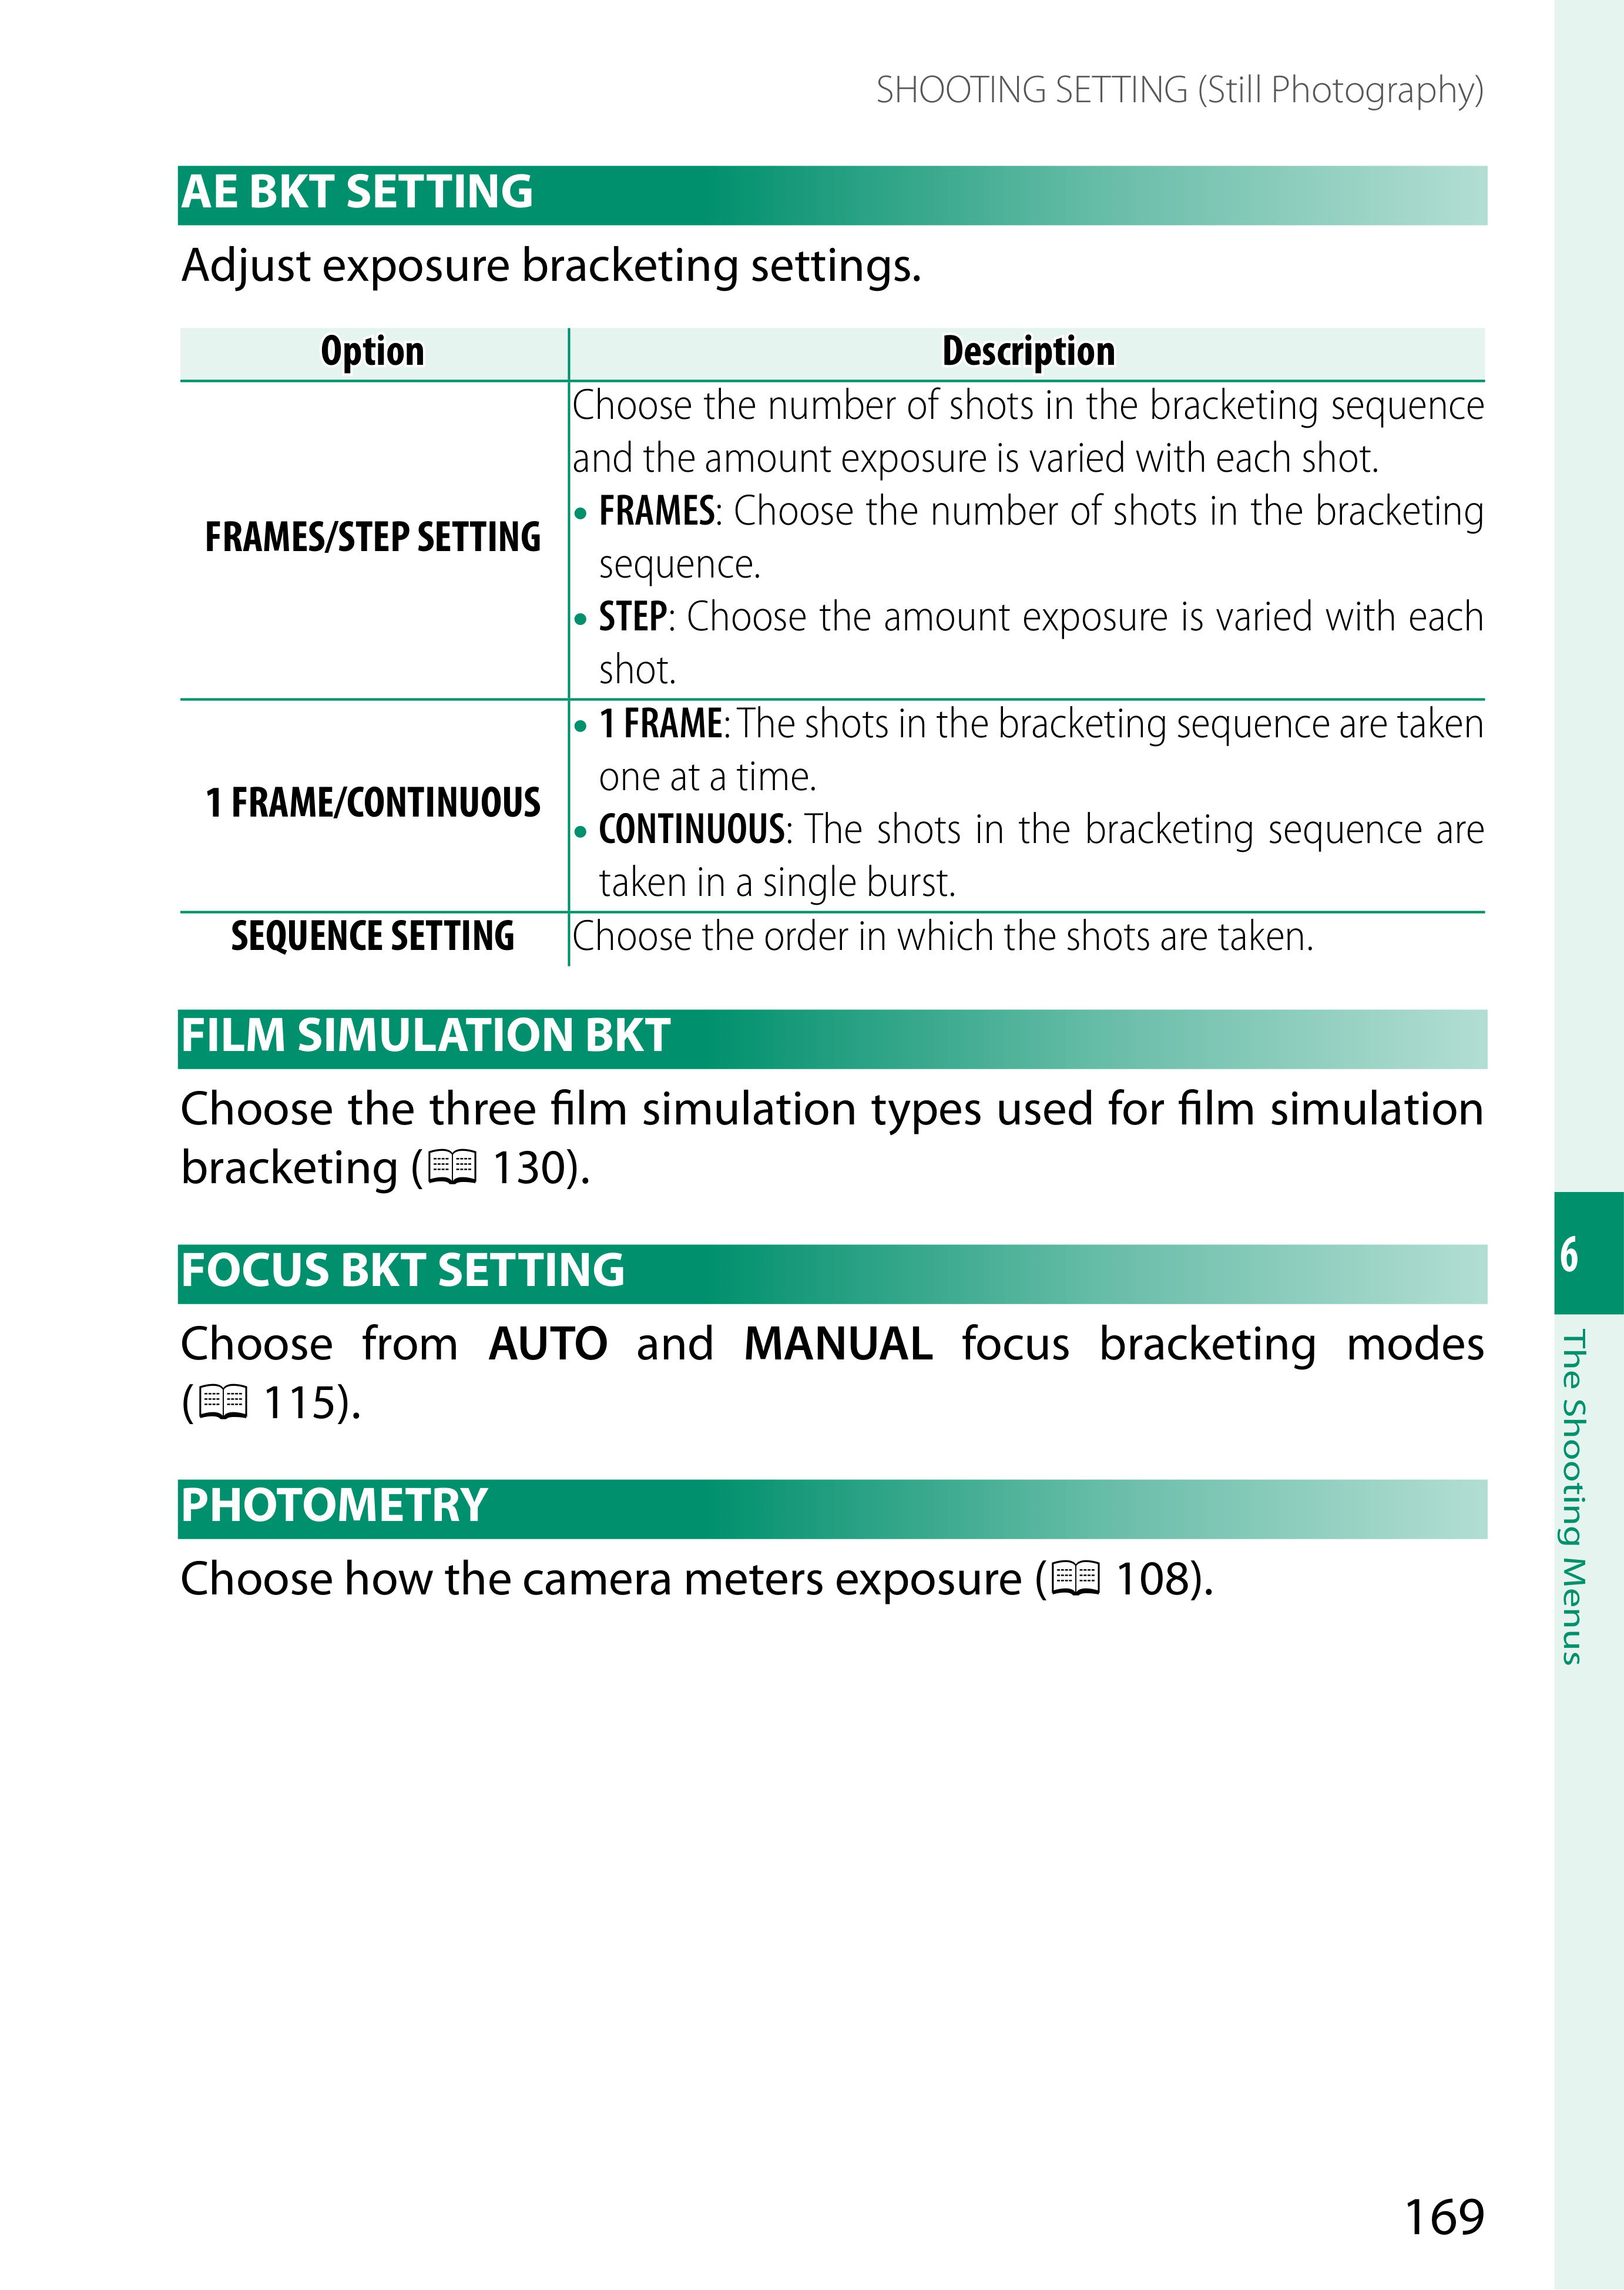 SHOOTING SETTING (Still Photography)
AE BKT SETTING
Adjust exposure bracketing settings.
Option Description
FRAMES/STEP SETTING
Choose the number of shots in the bracketing sequence
and the amount exposure is varied with each shot.
• FRAMES: Choose the number of shots in the bracketing
sequence.
• STEP: Choose the amount exposure is varied with each
shot.
1 FRAME/CONTINUOUS
• 1 FRAME: The shots in the bracketing sequence are taken
one at a time.
• CONTINUOUS: The shots in the bracketing sequence are
taken in a single burst.
SEQUENCE SETTING Choose the order in which the shots are taken.
FILM SIMULATION BKT
Choose the three film simulation types used for film simulation
bracketing (130).
FOCUS BKT SETTING
Choose from AUTO and MANUAL focus bracketing modes
(115).
PHOTOMETRY
Choose how the camera meters exposure (108).
6
The Shooting Menus
169